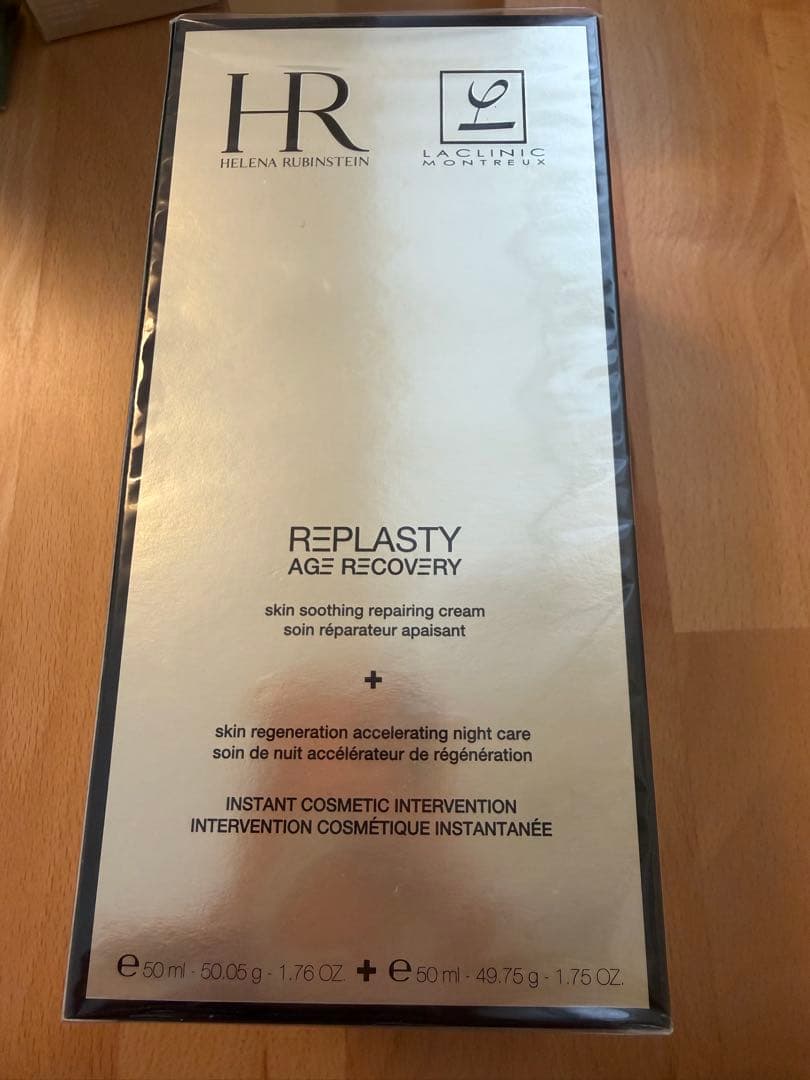 HR
HELENA RUBINSTEIN
LACLINIC
MONTREUX
REPLASTY
AGE RECOVERY
skin soothing repairing cream
soin réparateur apaisant
+
skin regeneration accelerating night care
soin de nuit accélérateur de régénération
INSTANT COSMETIC INTERVENTION
INTERVENTION COSMÉTIQUE INSTANTANÉE
e 50 ml - 50.05 g - 1.76 OZ. + e 50 ml - 49.75 g - 1.75 OZ.